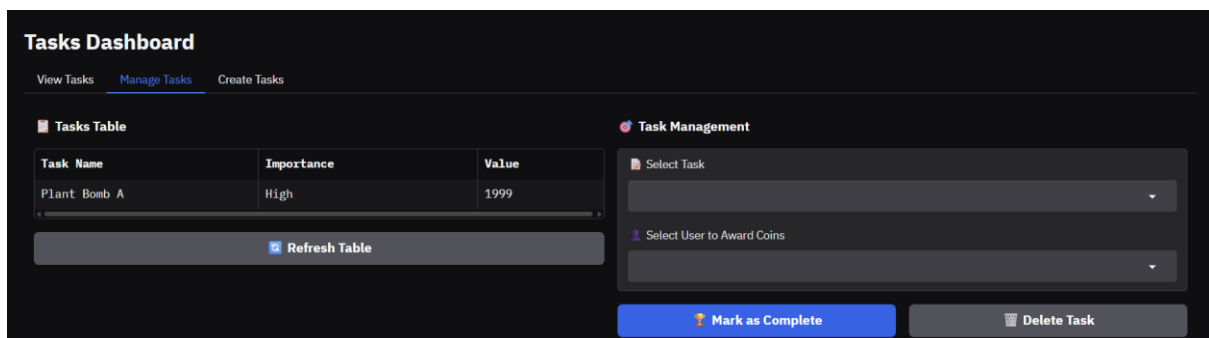 Tasks Dashboard
View Tasks Manage Tasks Create Tasks
Tasks Table
Task Name Importance Value
Plant Bomb A High 1999
Refresh Table
Task Management
Select Task
Select User to Award Coins
Mark as Complete Delete Task